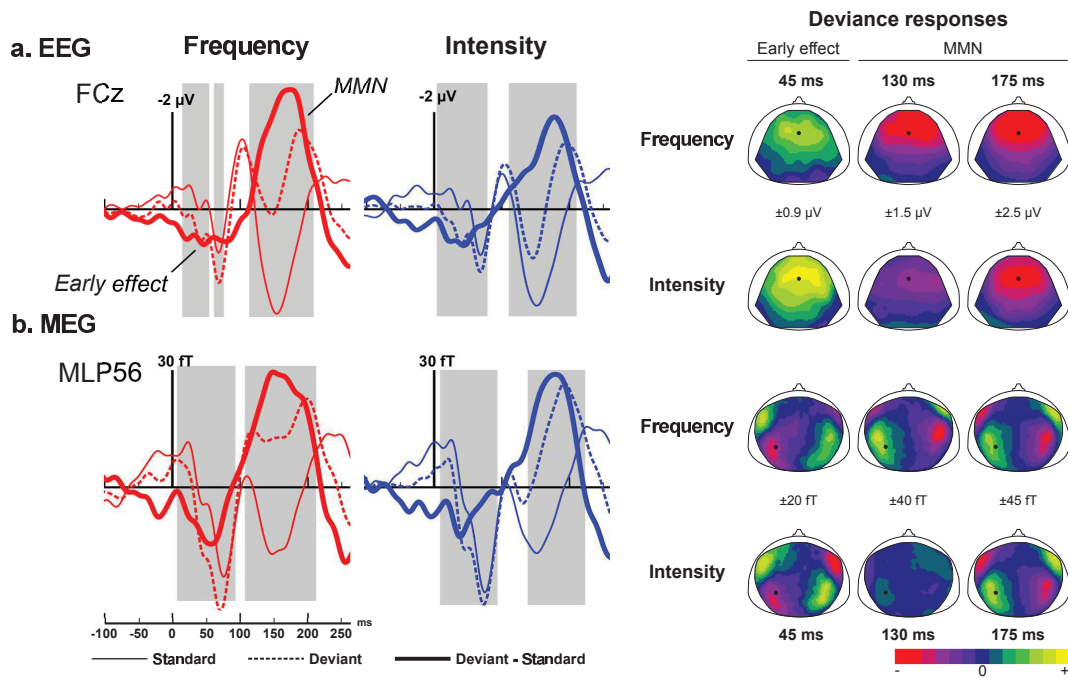 Deviance responses
a. EEG Frequency Intensity
Early effect MMN
FCz
-2 µV -2 µV
MMN
45 ms 130 ms 175 ms
Frequency
±0.9 µV ±1.5 µV ±2.5 µV
Early effect
Intensity
b. MEG
MLP56
30 fT 30 fT
Frequency
±20 fT ±40 fT ±45 fT
Intensity
45 ms 130 ms 175 ms
-100 -50 0 50 100 150 200 250 ms
Standard Deviant Deviant - Standard
- 0 +